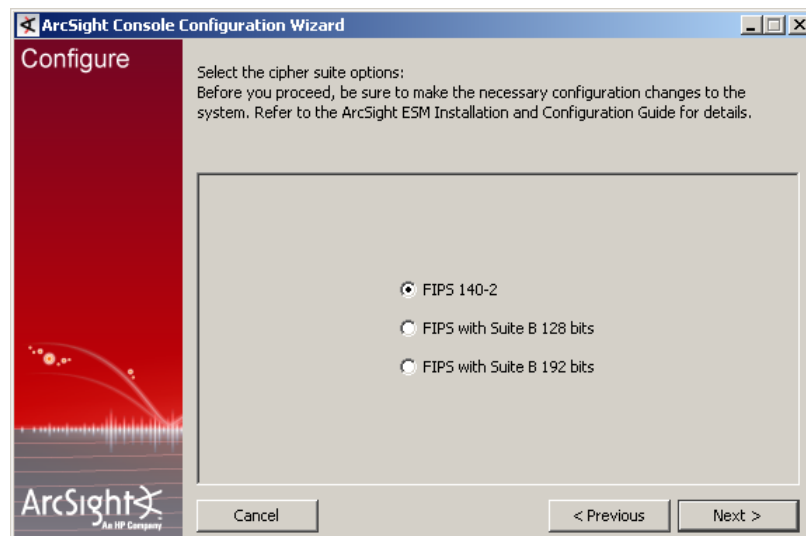 ArcSight Console Configuration Wizard
Configure
Select the cipher suite options:
Before you proceed, be sure to make the necessary configuration changes to the
system. Refer to the ArcSight ESM Installation and Configuration Guide for details.
FIPS 140-2
FIPS with Suite B 128 bits
FIPS with Suite B 192 bits
ArcSight
An HP Company
Cancel
< Previous
Next >